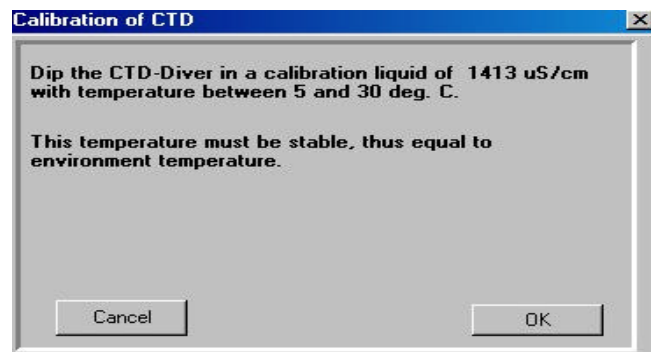 Calibration of CTD
Dip the CTD-Diver in a calibration liquid of 1413 uS/cm
with temperature between 5 and 30 deg. C.
This temperature must be stable, thus equal to
environment temperature.
Cancel
OK